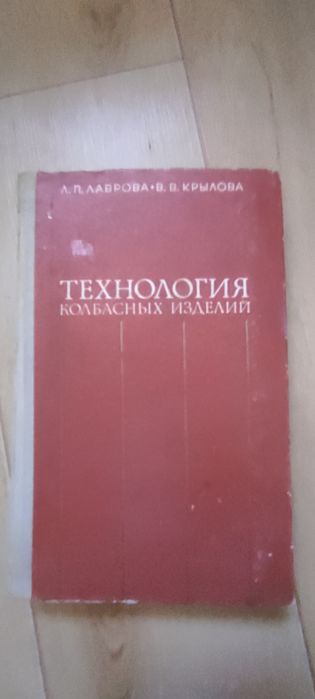 Л. П. ЛАВРОВА • В. В. КРЫЛОВА
ТЕХНОЛОГИЯ
КОЛБАСНЫХ ИЗДЕЛИЙ